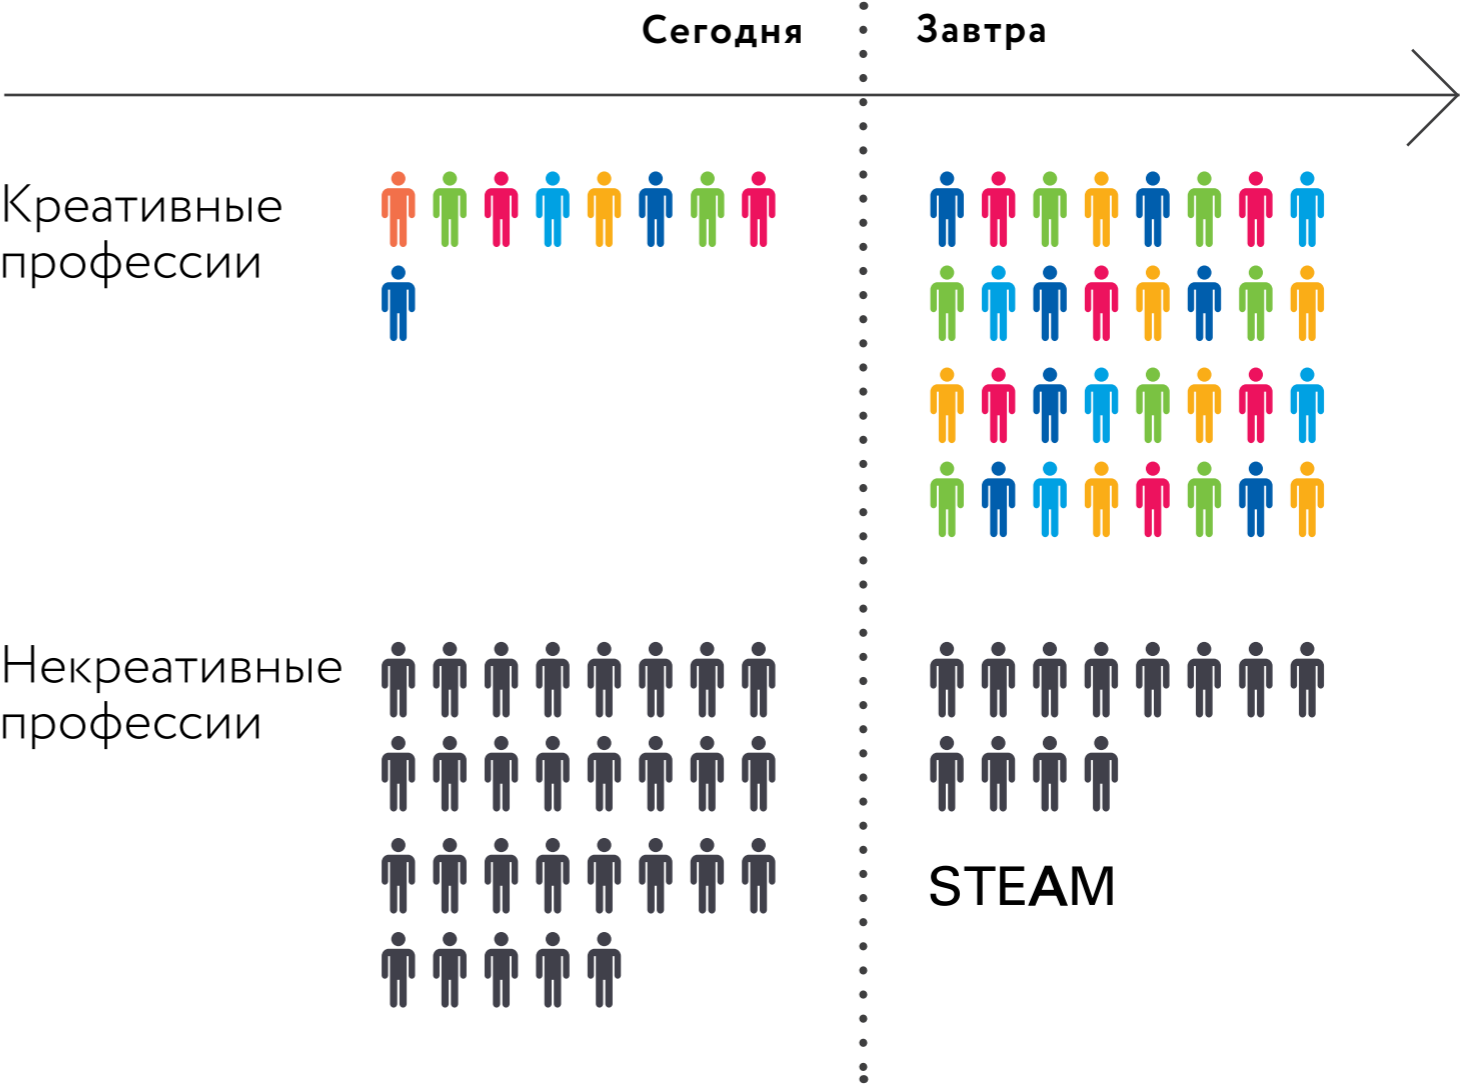 Сегодня
Завтра
Креативные
профессии
Некреативные
профессии
STEAM